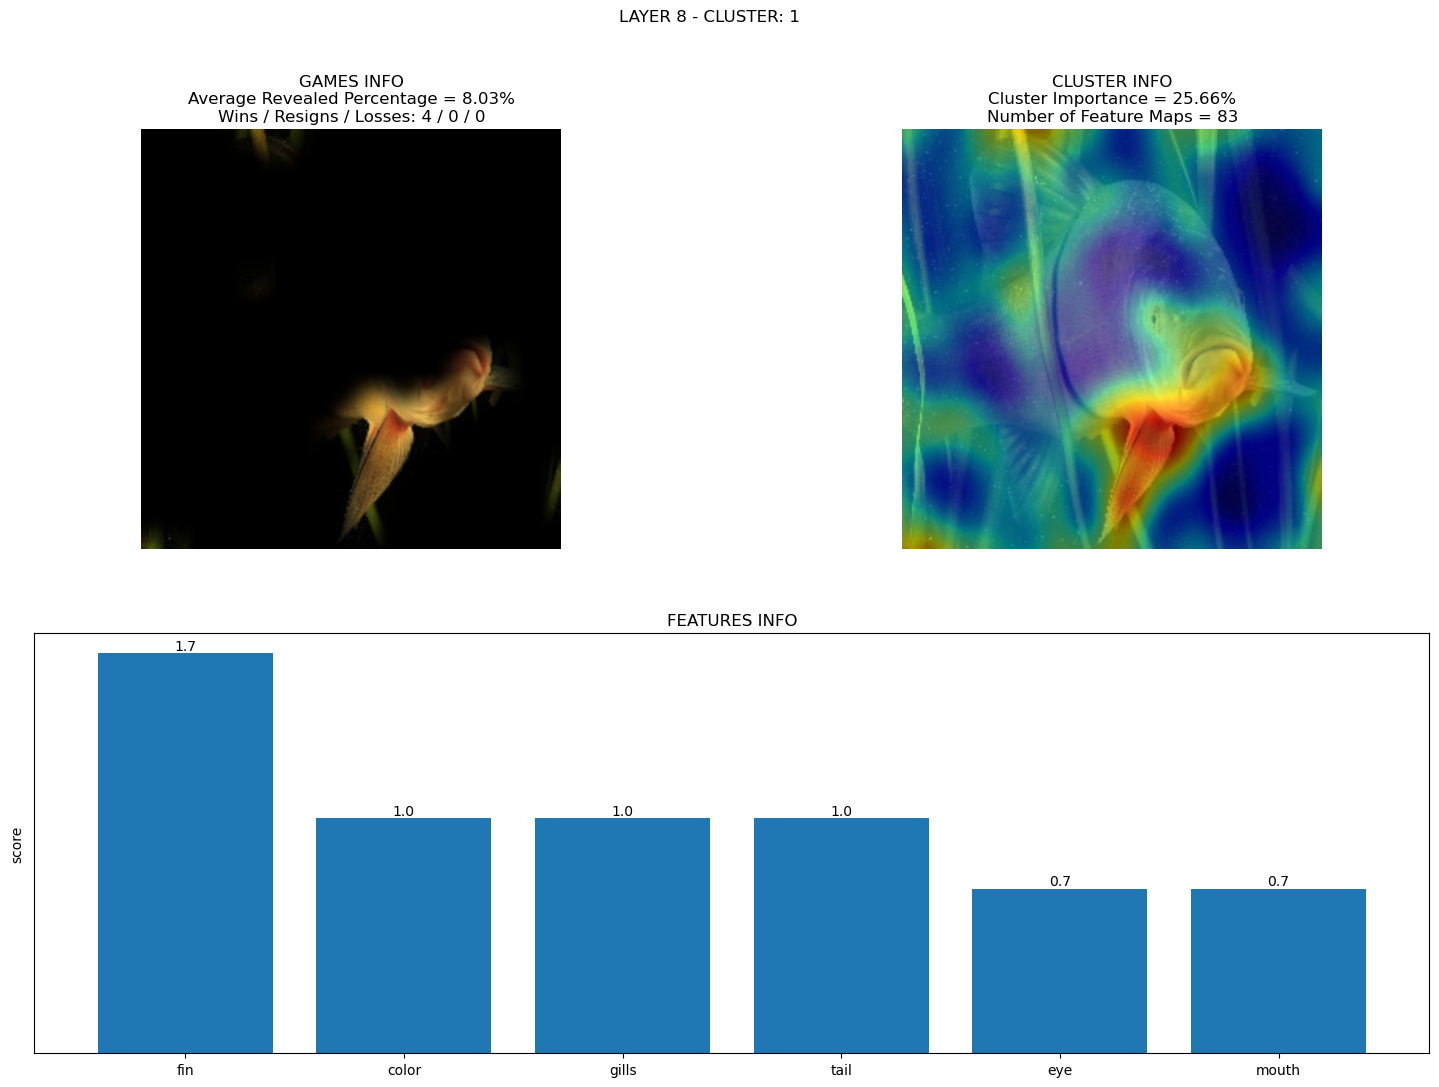 LAYER 8 - CLUSTER: 1
GAMES INFO
Average Revealed Percentage = 8.03%
Wins / Resigns / Losses: 4 / 0 / 0
CLUSTER INFO
Cluster Importance = 25.66%
Number of Feature Maps = 83
FEATURES INFO
score
1.7
1.0
1.0
1.0
0.7
0.7
fin
color
gills
tail
eye
mouth